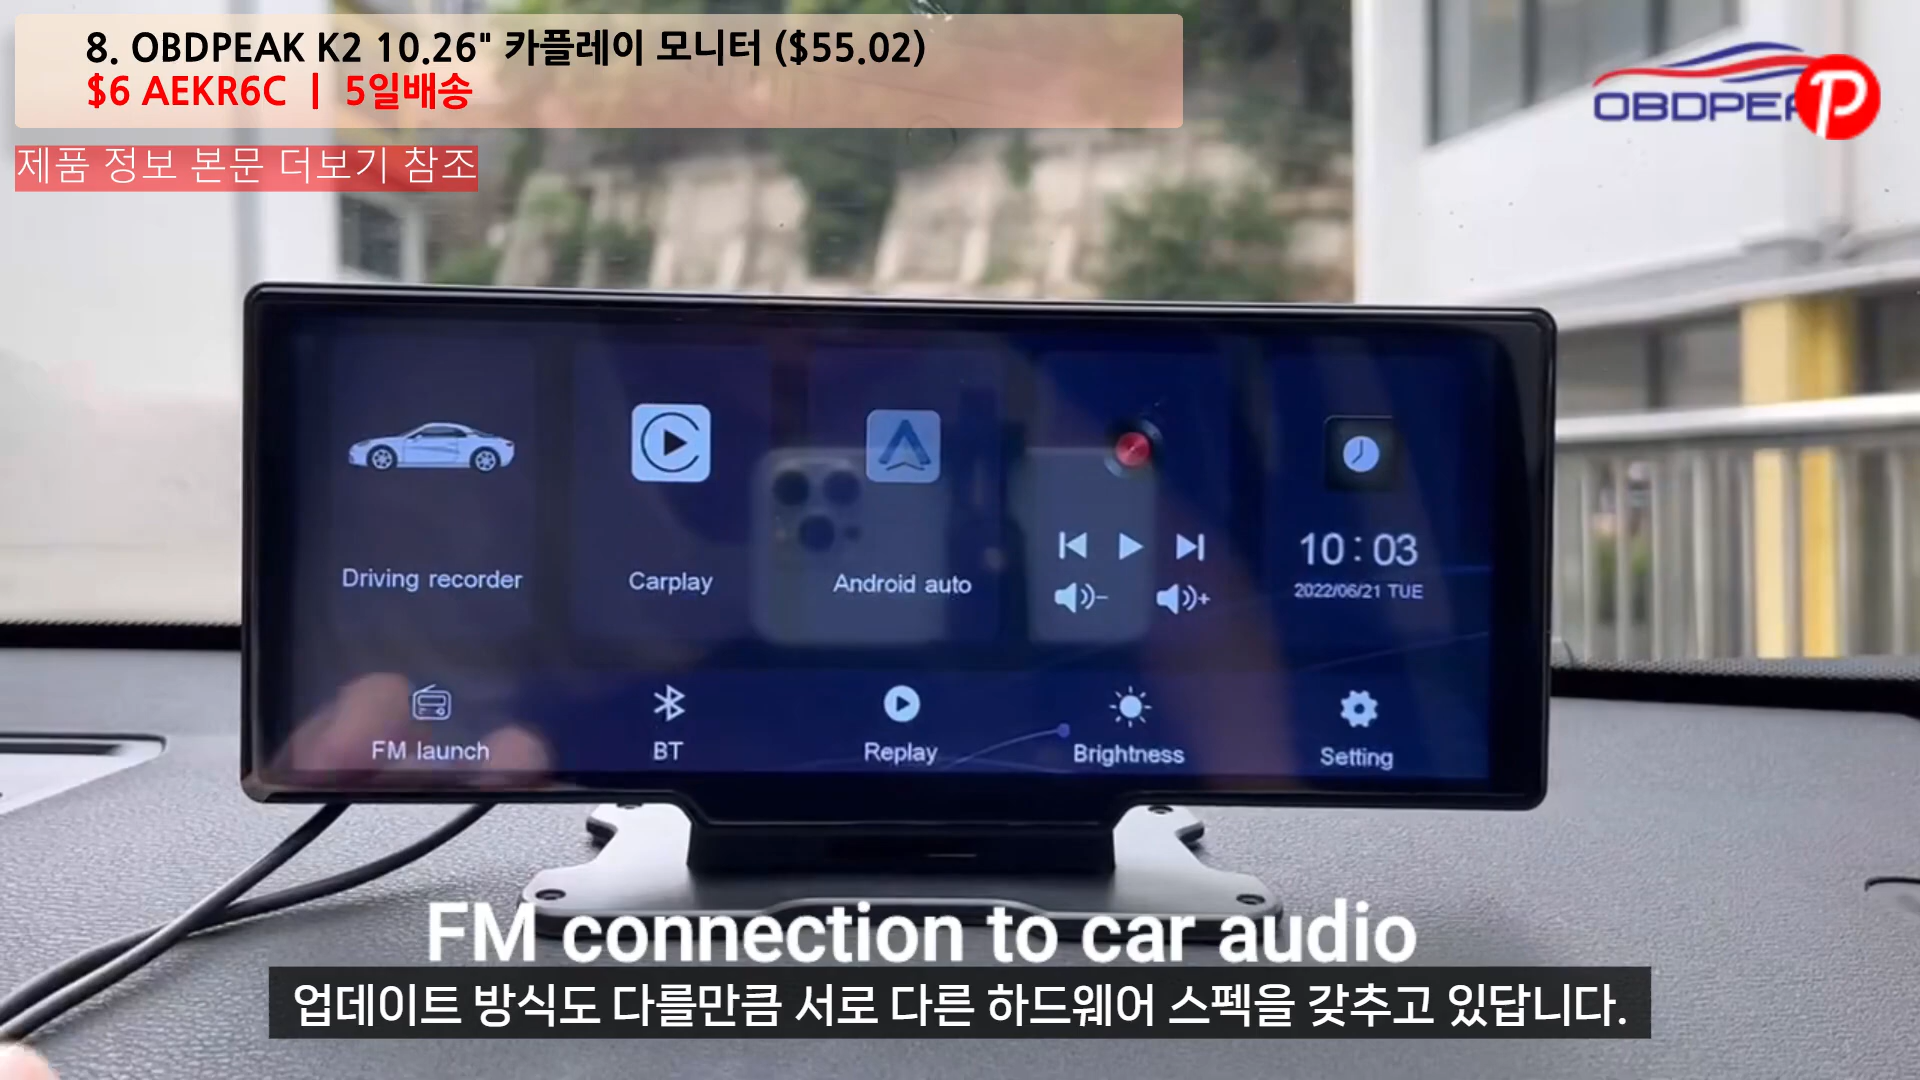 8. OBDPEAK K2 10.26" 카플레이 모니터 ($55.02)
$6 AEKR6C | 5일배송
제품 정보 본문 더보기 참조
OBDPEA
Driving recorder
Carplay
Android auto
10:03
2022/06/21 TUE
FM launch
BT
Replay
Brightness
Setting
FM connection to car audio
업데이트 방식도 다를만큼 서로 다른 하드웨어 스펙을 갖추고 있답니다.